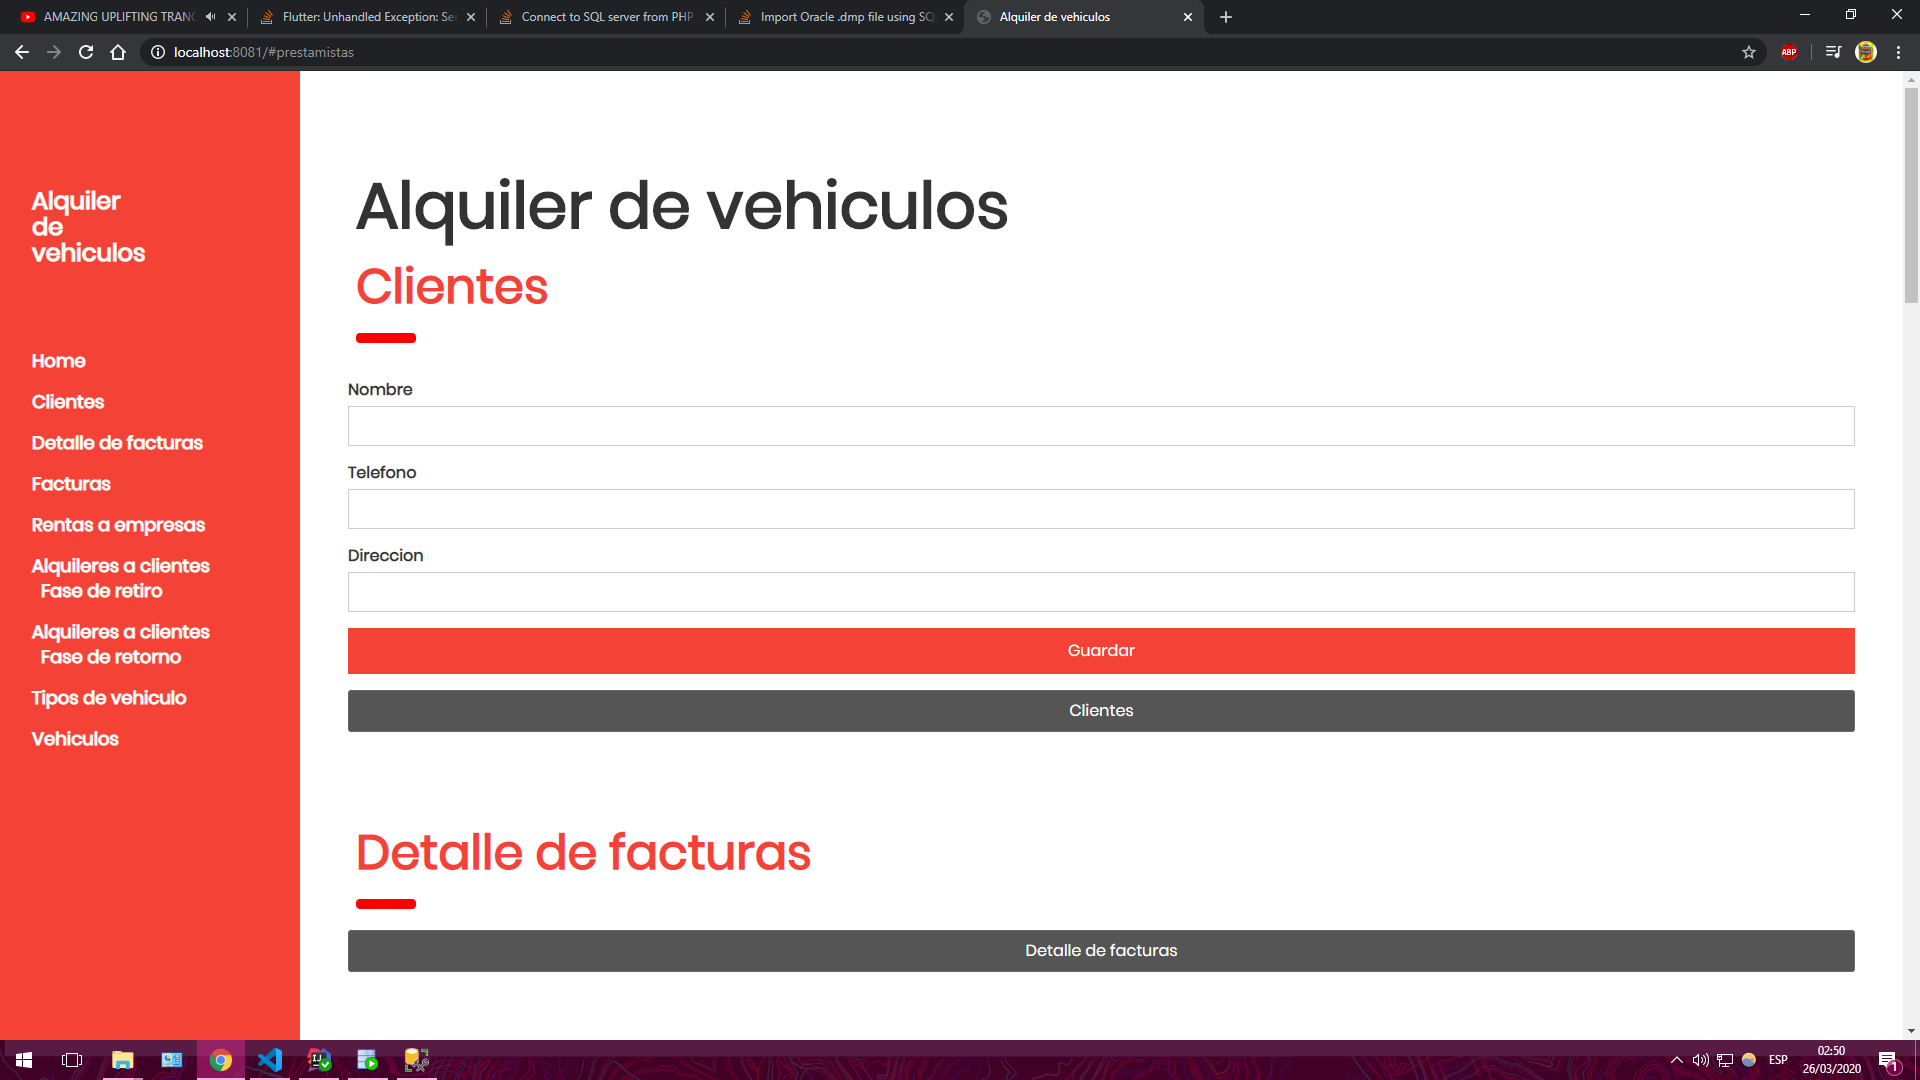 AMAZING UPLIFTING TRANC
Flutter: Unhandled Exception: Ser
Connect to SQL server from PHP
Import Oracle .dmp file using SQ
Alquiler de vehiculos
localhost:8081/#prestamistas
ABP
Alquiler
de
vehiculos
Home
Clientes
Detalle de facturas
Facturas
Rentas a empresas
Alquileres a clientes
Fase de retiro
Alquileres a clientes
Fase de retorno
Tipos de vehiculo
Vehiculos
Alquiler de vehiculos
Clientes
Nombre
Telefono
Direccion
Guardar
Clientes
Detalle de facturas
Detalle de facturas
ESP
02:50
26/03/2020
1